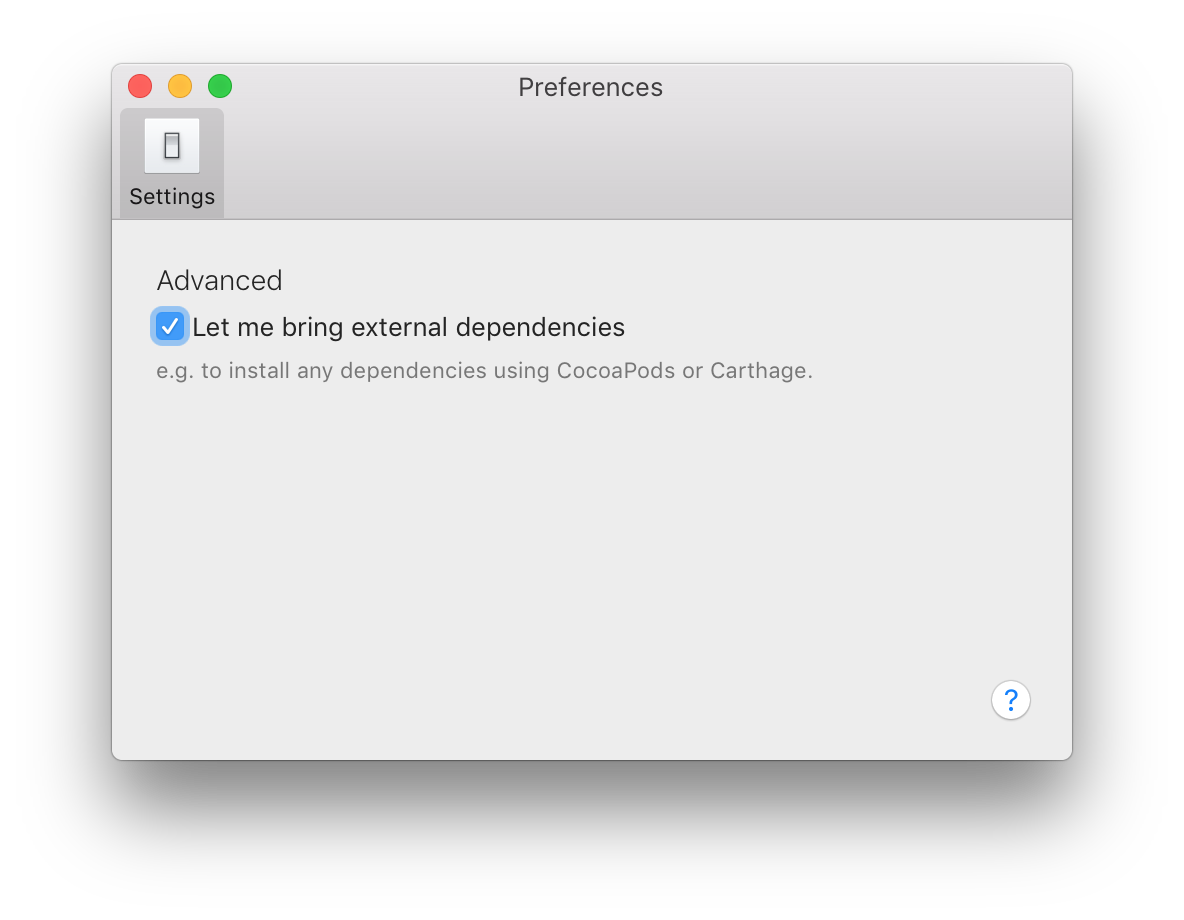 Preferences
Settings
Advanced
Let me bring external dependencies
e.g. to install any dependencies using CocoaPods or Carthage.
?